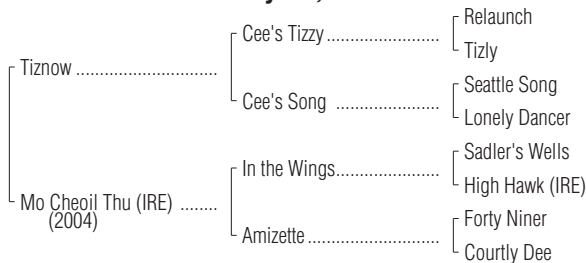 Relaunch
Cee's Tizzy ........................
Tizly
Tiznow ..............................
Seattle Song
Cee's Song ......................
Lonely Dancer
Sadler's Wells
In the Wings......................
High Hawk (IRE)
Mo Cheoil Thu (IRE) ........
(2004)
Forty Niner
Amizette............................
Courtly Dee